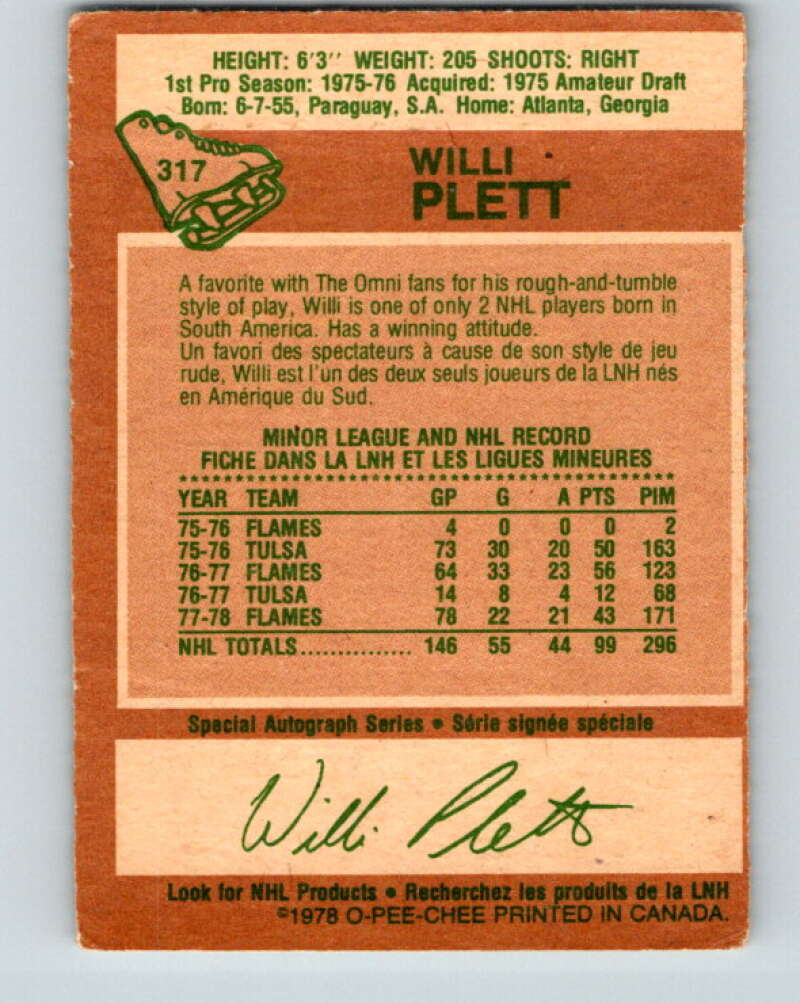 HEIGHT: 6'3'' WEIGHT: 205 SHOOTS: RIGHT
1st Pro Season: 1975-76 Acquired: 1975 Amateur Draft
Born: 6-7-55, Paraguay, S.A. Home: Atlanta, Georgia
317
WILLI
PLETT
A favorite with The Omni fans for his rough-and-tumble
style of play, Willi is one of only 2 NHL players born in
South America. Has a winning attitude.
Un favori des spectateurs à cause de son style de jeu
rude, Willi est l'un des deux seuls joueurs de la LNH nés
en Amérique du Sud.
MINOR LEAGUE AND NHL RECORD
FICHE DANS LA LNH ET LES LIGUES MINEURES
YEAR TEAM GP G A PTS PIM
75-76 FLAMES 4 0 0 0 2
75-76 TULSA 73 30 20 50 163
76-77 FLAMES 64 33 23 56 123
76-77 TULSA 14 8 4 12 68
77-78 FLAMES 78 22 21 43 171
NHL TOTALS............... 146 55 44 99 296
Special Autograph Series • Série signée spéciale
Willi Plett
Look for NHL Products • Recherchez les produits de la LNH
©1978 O-PEE-CHEE PRINTED IN CANADA.